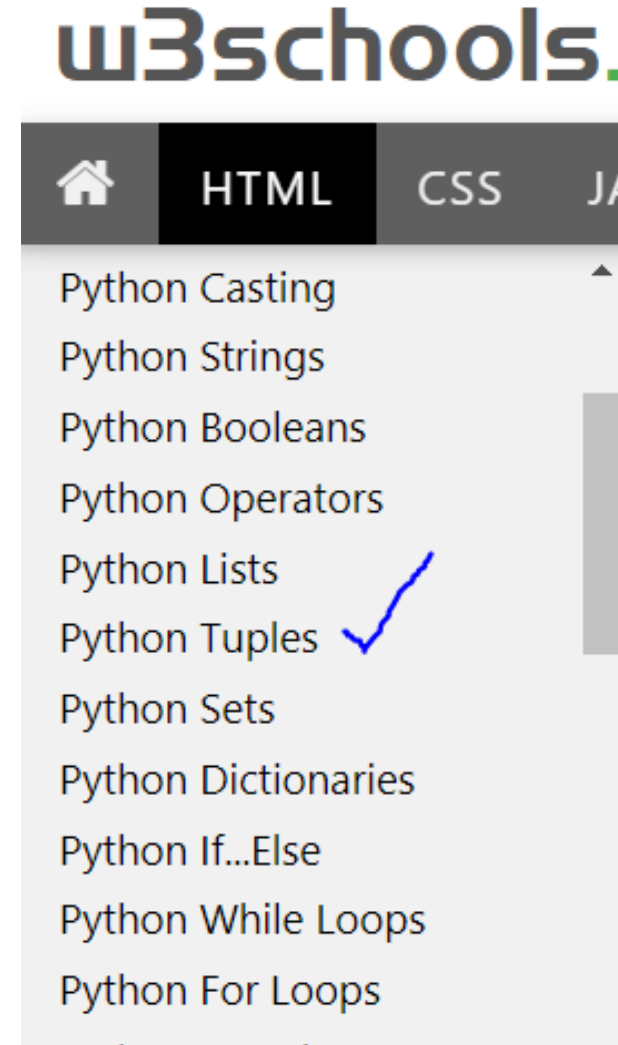 w3schools.
HTML CSS JA
Python Casting
Python Strings
Python Booleans
Python Operators
Python Lists
Python Tuples
Python Sets
Python Dictionaries
Python If...Else
Python While Loops
Python For Loops